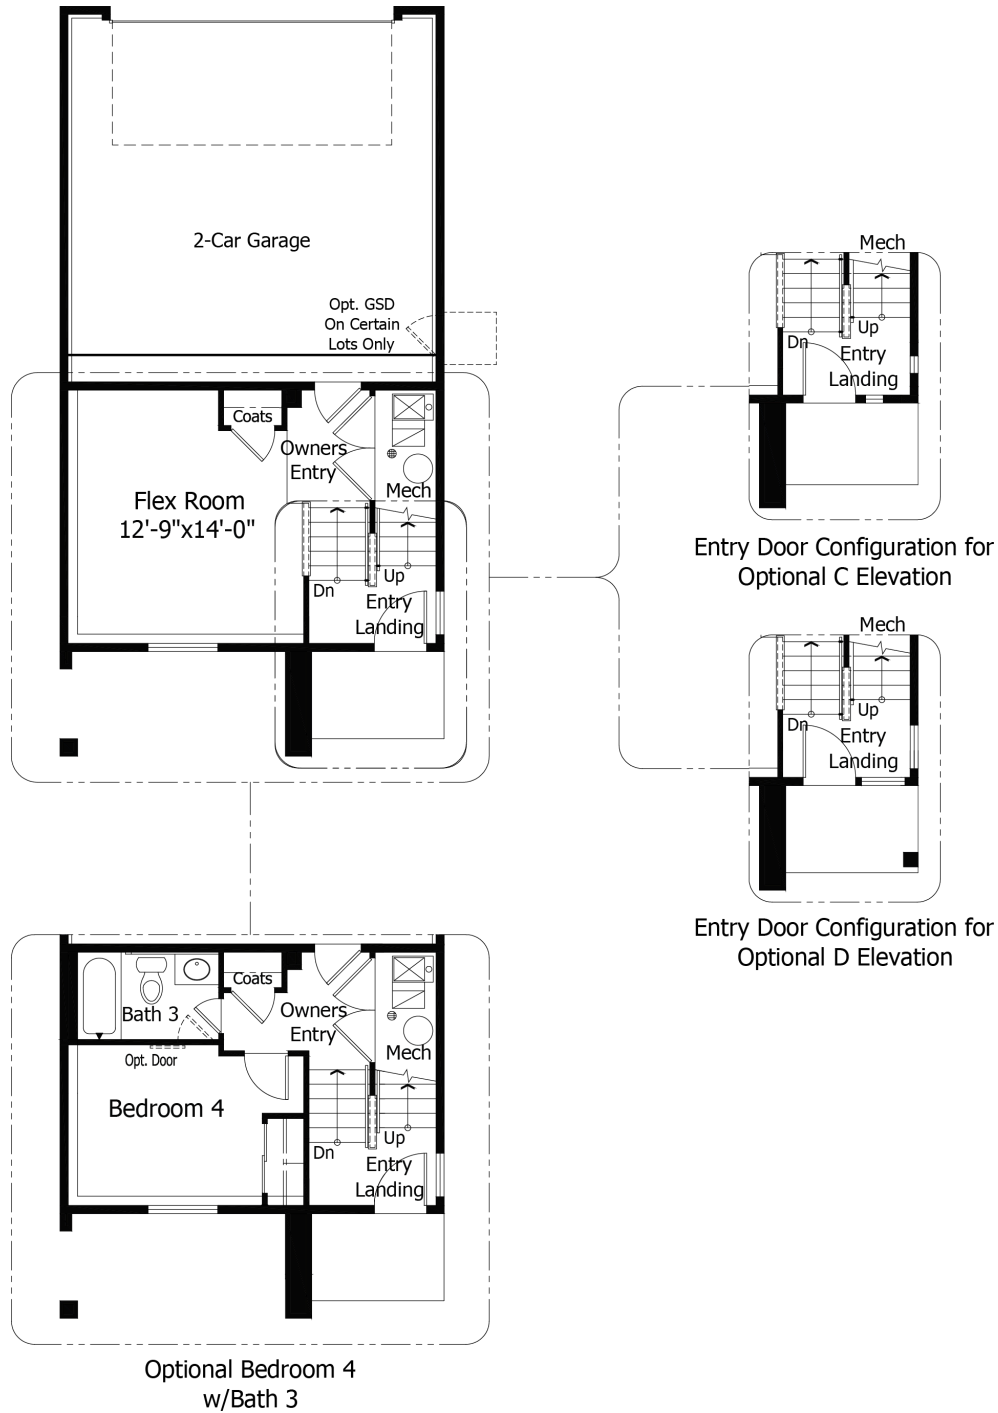 2-Car Garage
Opt. GSD
On Certain
Lots Only
Coats
Owners
Entry
Flex Room
12'-9"x14'-0"
Mech
Dn
Up
Entry
Landing
Mech
Up
Dn
Entry
Landing
Entry Door Configuration for
Optional C Elevation
Mech
Up
Dn
Entry
Landing
Entry Door Configuration for
Optional D Elevation
Coats
Bath 3
Owners
Entry
Opt. Door
Mech
Bedroom 4
Dn
Up
Entry
Landing
Optional Bedroom 4
w/Bath 3